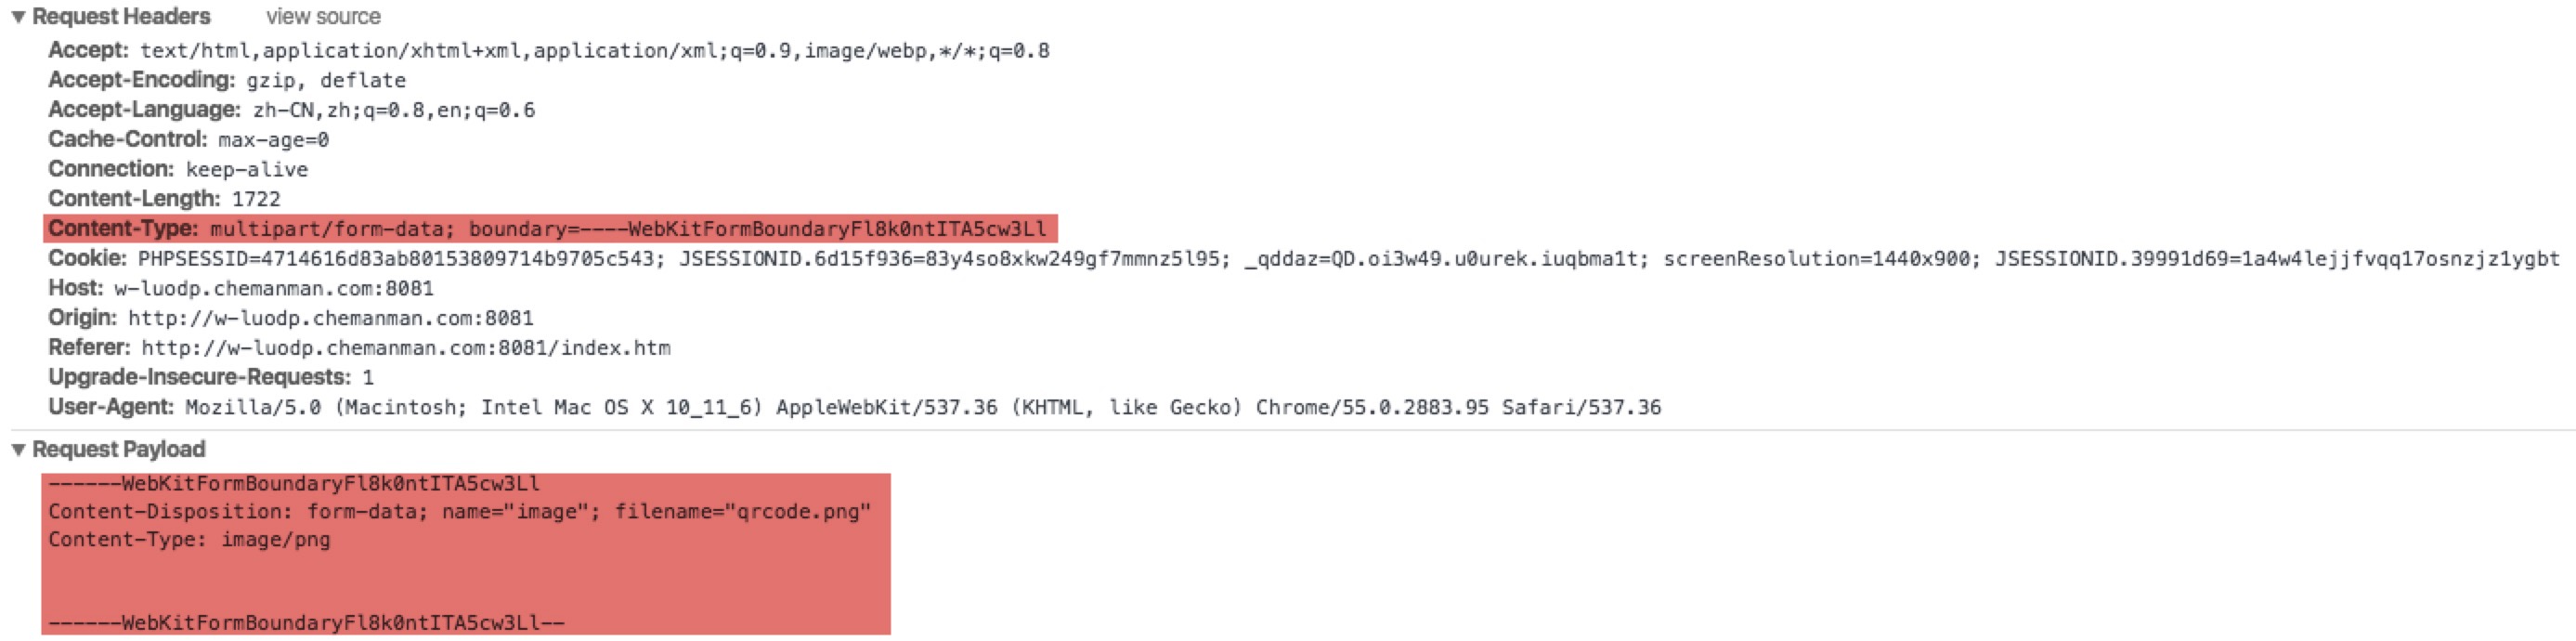 ▼ Request Headers view source
Accept: text/html,application/xhtml+xml,application/xml;q=0.9,image/webp,*/*;q=0.8
Accept-Encoding: gzip, deflate
Accept-Language: zh-CN,zh;q=0.8,en;q=0.6
Cache-Control: max-age=0
Connection: keep-alive
Content-Length: 1722
Content-Type: multipart/form-data; boundary=----WebKitFormBoundaryFl8k0ntITA5cw3Ll
Cookie: PHPSESSID=4714616d83ab80153809714b9705c543; JSESSIONID.6d15f936=83y4so8xkw249gf7mmnz5l95; _qddaz=QD.oi3w49.u0urek.iuqbma1t; screenResolution=1440x900; JSESSIONID.39991d69=1a4w4lejjfvqq17osnzjz1ygbt
Host: w-luodp.chemanman.com:8081
Origin: http://w-luodp.chemanman.com:8081
Referer: http://w-luodp.chemanman.com:8081/index.htm
Upgrade-Insecure-Requests: 1
User-Agent: Mozilla/5.0 (Macintosh; Intel Mac OS X 10_11_6) AppleWebKit/537.36 (KHTML, like Gecko) Chrome/55.0.2883.95 Safari/537.36
▼ Request Payload
------WebKitFormBoundaryFl8k0ntITA5cw3Ll
Content-Disposition: form-data; name="image"; filename="qrcode.png"
Content-Type: image/png
------WebKitFormBoundaryFl8k0ntITA5cw3Ll--